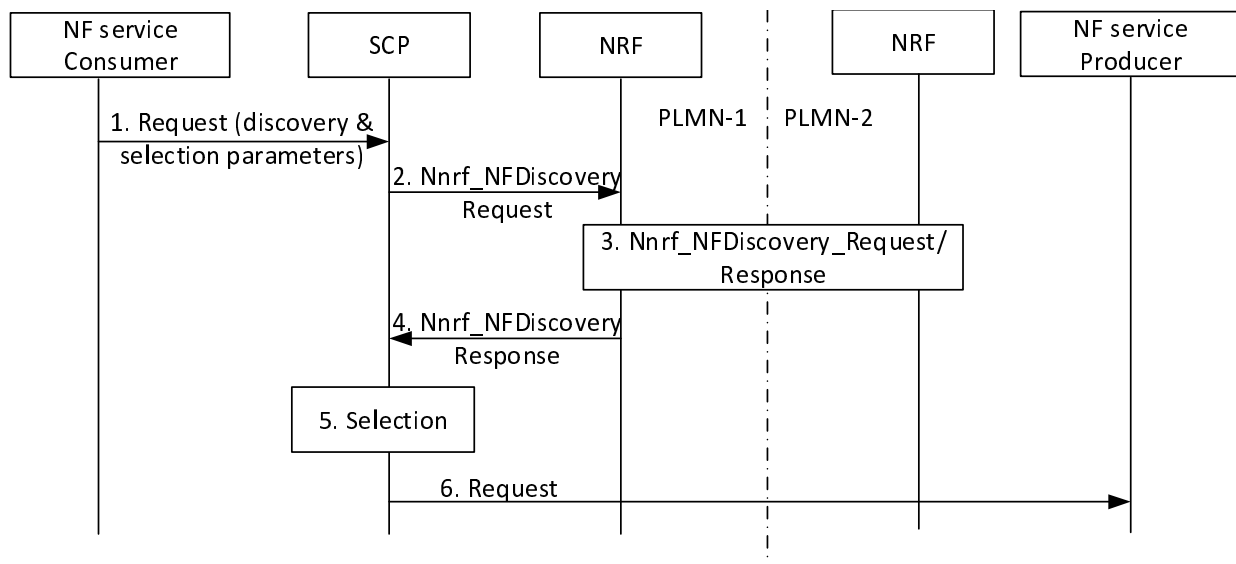 NF service
Consumer
SCP
NRF
NRF
NF service
Producer
PLMN-1
PLMN-2
1. Request (discovery &
selection parameters)
2. Nnrf_NFDiscovery
Request
3. Nnrf_NFDiscovery_Request/
Response
4. Nnrf_NFDiscovery
Response
5. Selection
6. Request